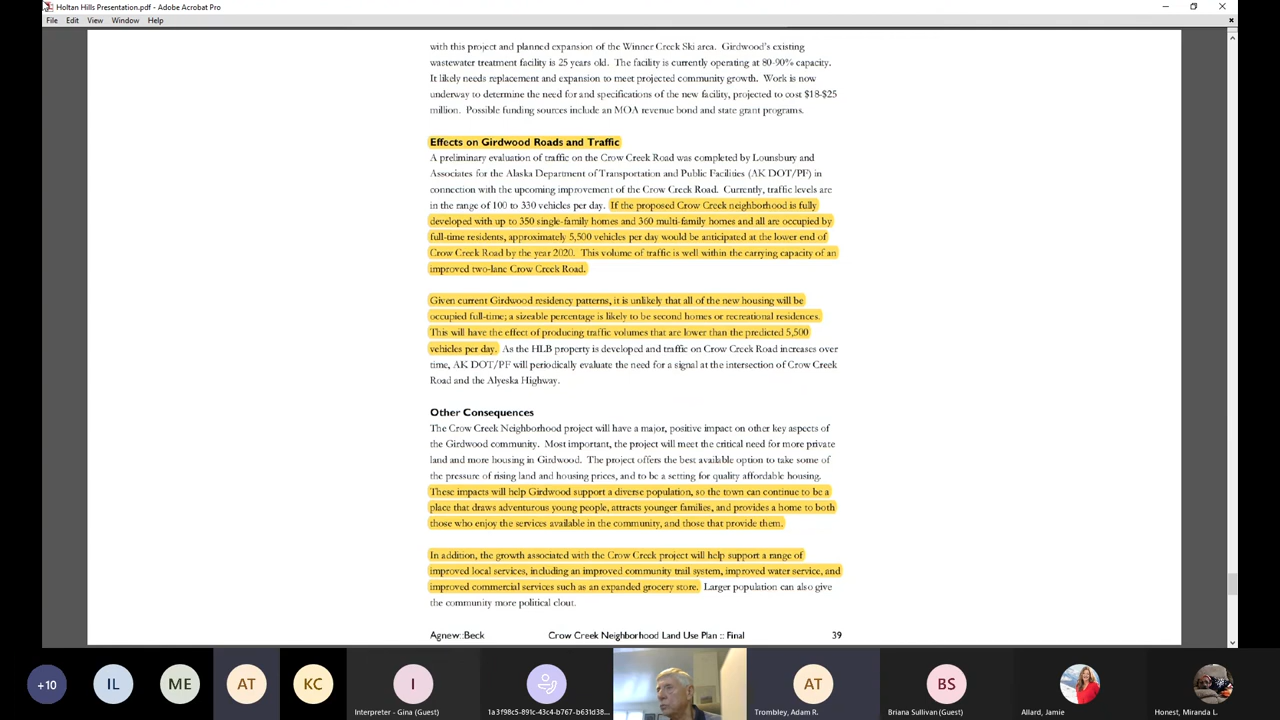 Holtan Hills Presentation.pdf - Adobe Acrobat Pro
File Edit View Window Help
with this project and planned expansion of the Winner Creek Ski area. Girdwood's existing
wastewater treatment facility is 25 years old. The facility is currently operating at 80-90% capacity.
It likely needs replacement and expansion to meet projected community growth. Work is now
underway to determine the need for and specifications of the new facility, projected to cost $18-$25
million. Possible funding sources include an MOA revenue bond and state grant programs.
Effects on Girdwood Roads and Traffic
A preliminary evaluation of traffic on the Crow Creek Road was completed by Lounsbury and
Associates for the Alaska Department of Transportation and Public Facilities (AK DOT/PF) in
connection with the upcoming improvement of the Crow Creek Road. Currently, traffic levels are
in the range of 100 to 330 vehicles per day. If the proposed Crow Creek neighborhood is fully
developed with up to 350 single-family homes and 360 multi-family homes and all are occupied by
full-time residents, approximately 5,500 vehicles per day would be anticipated at the lower end of
Crow Creek Road by the year 2020. This volume of traffic is well within the carrying capacity of an
improved two-lane Crow Creek Road.
Given current Girdwood residency patterns, it is unlikely that all of the new housing will be
occupied full-time; a sizeable percentage is likely to be second homes or recreational residences.
This will have the effect of producing traffic volumes that are lower than the predicted 5,500
vehicles per day. As the HLB property is developed and traffic on Crow Creek Road increases over
time, AK DOT/PF will periodically evaluate the need for a signal at the intersection of Crow Creek
Road and the Alyeska Highway.
Other Consequences
The Crow Creek Neighborhood project will have a major, positive impact on other key aspects of
the Girdwood community. Most important, the project will meet the critical need for more private
land and more housing in Girdwood. The project offers the best available option to take some of
the pressure of rising land and housing prices, and to be a setting for quality affordable housing.
These impacts will help Girdwood support a diverse population, so the town can continue to be a
place that draws adventurous young people, attracts younger families, and provides a home to both
those who enjoy the services available in the community, and those that provide them.
In addition, the growth associated with the Crow Creek project will help support a range of
improved local services, including an improved community trail system, improved water service, and
improved commercial services such as an expanded grocery store. Larger population can also give
the community more political clout.
Agnew::Beck Crow Creek Neighborhood Land Use Plan :: Final 39
+10 IL ME AT KC I AT BS
Interpreter - Gina (Guest) 1a3f98c5-891c-43c4-b767-b631d38... Trombley, Adam R. Briana Sullivan (Guest) Allard, Jamie Honest, Miranda L.